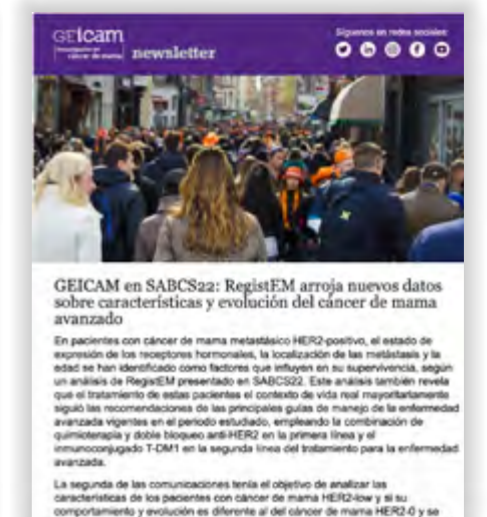 GEicam
investigación en
cáncer de mama
newsletter
Síguenos en redes sociales:
GEICAM en SABCS22: RegistEM arroja nuevos datos
sobre características y evolución del cáncer de mama
avanzado
En pacientes con cáncer de mama metastásico HER2-positivo, el estado de
expresión de los receptores hormonales, la localización de las metástasis y la
edad se han identificado como factores que influyen en su supervivencia, según
un análisis de RegistEM presentado en SABCS22. Este análisis también revela
que el tratamiento de estas pacientes el contexto de vida real mayoritariamente
siguió las recomendaciones de las principales guías de manejo de la enfermedad
avanzada vigentes en el periodo estudiado, empleando la combinación de
quimioterapia y doble bloqueo anti-HER2 en la primera línea y el
inmunoconjugado T-DM1 en la segunda línea del tratamiento para la enfermedad
avanzada.
La segunda de las comunicaciones tenía el objetivo de analizar las
características de los pacientes con cáncer de mama HER2-low y si su
comportamiento y evolución es diferente al del cáncer de mama HER2-0 y se